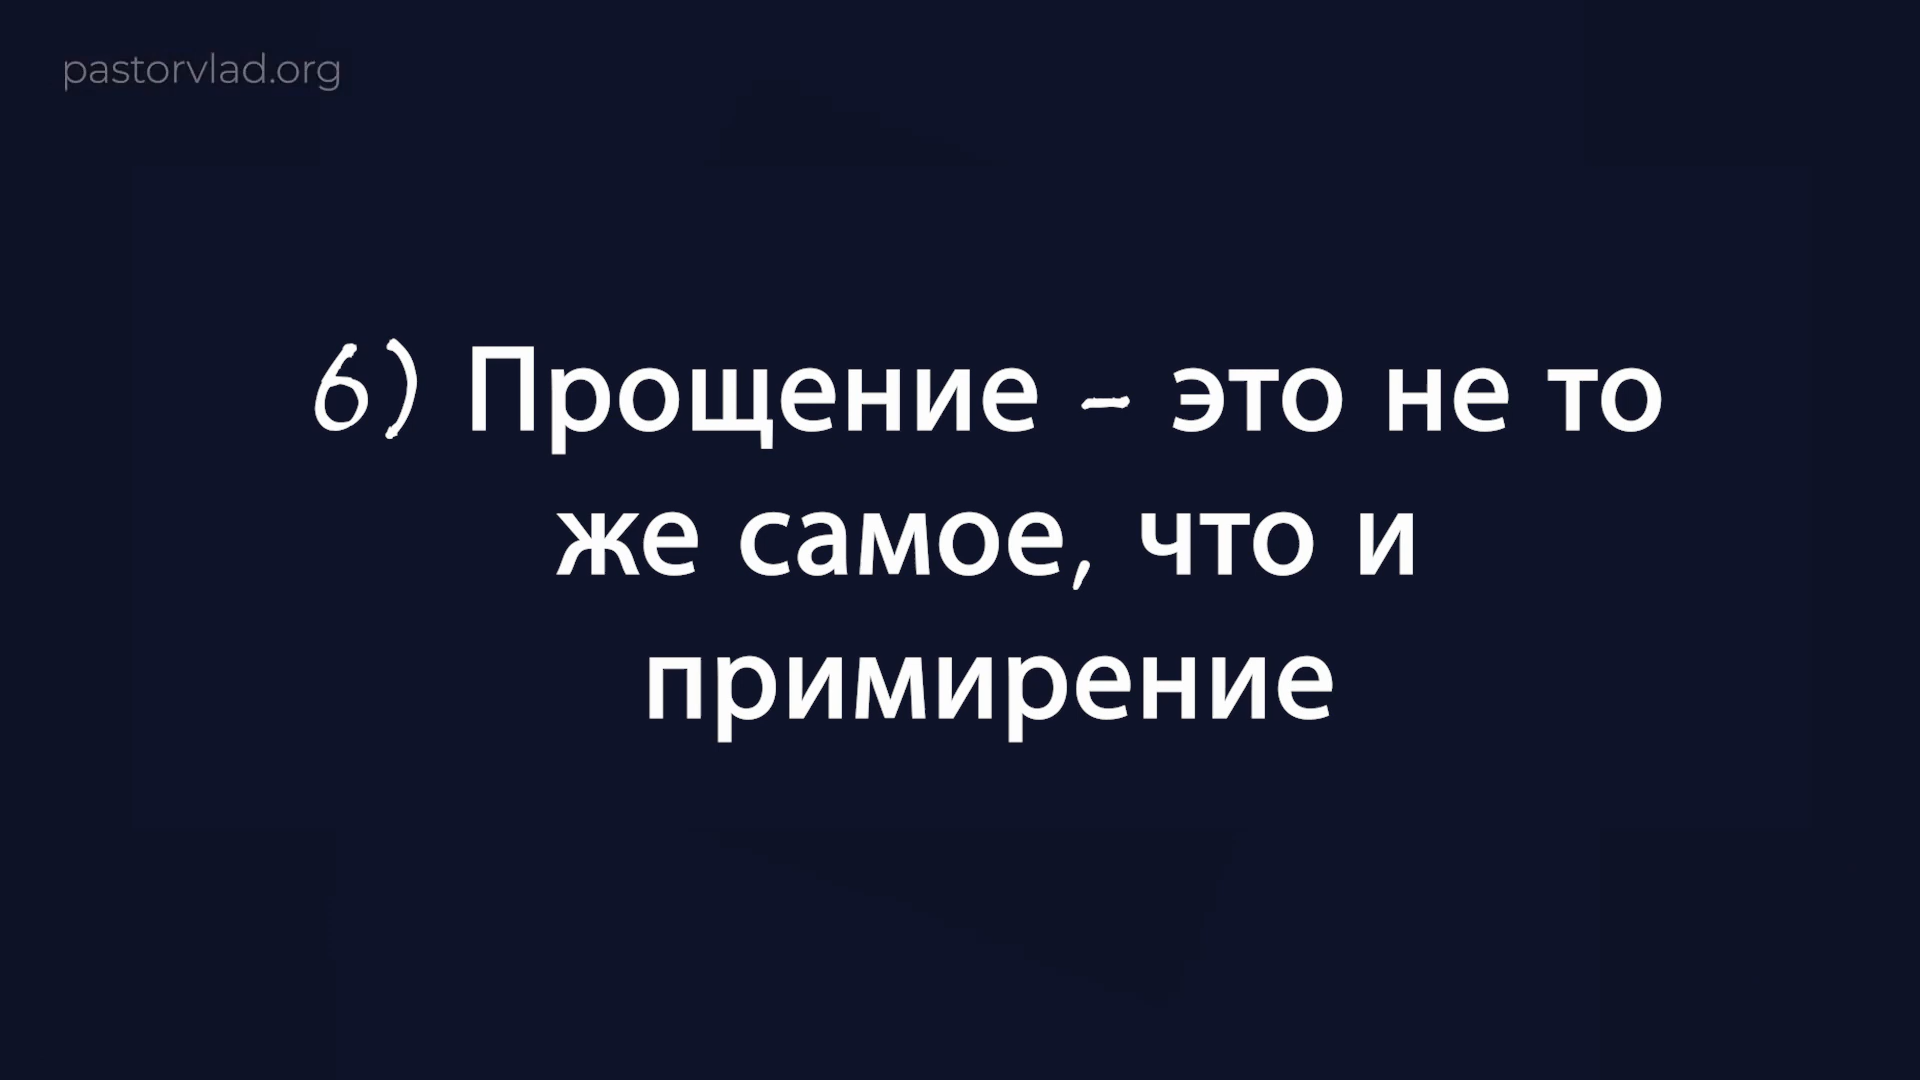 pastorvlad.org
6) Прощение - это не то
же самое, что и
примирение